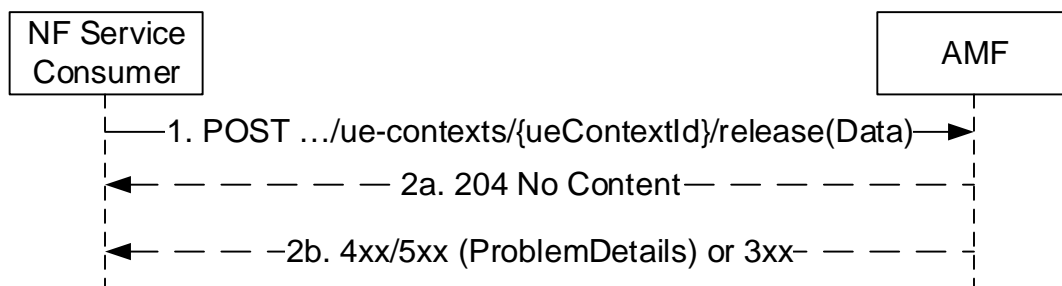 NF Service
Consumer
AMF
1. POST …/ue-contexts/{ueContextId}/release(Data)
2a. 204 No Content
2b. 4xx/5xx (ProblemDetails) or 3xx